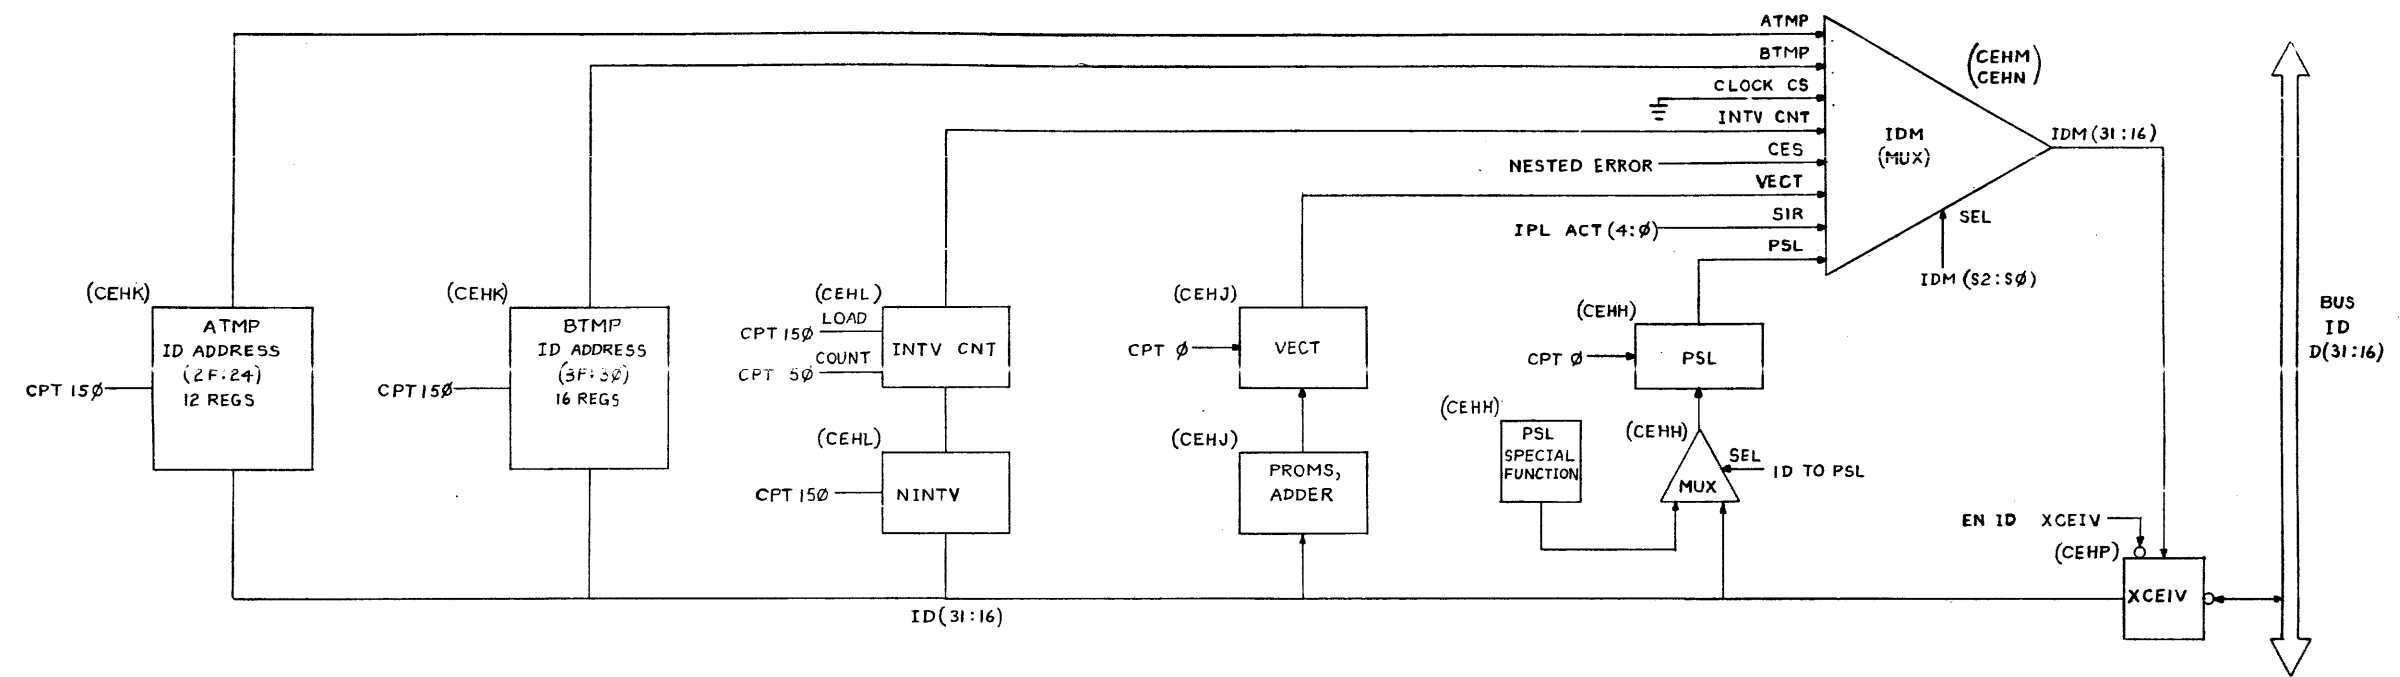 ATMP
BTMP
CLOCK CS
INTV CNT
NESTED ERROR
CES
VECT
IPL ACT (4:Ø)
SIR
PSL
IDM
(MUX)
(CEHM
CEHN)
IDM (31:16)
SEL
IDM (S2:SØ)
BUS
ID
D(31:16)
(CEHK)
ATMP
ID ADDRESS
(2F:24)
12 REGS
CPT 15Ø
(CEHK)
BTMP
ID ADDRESS
(3F:3Ø)
16 REGS
CPT 15Ø
(CEHL)
LOAD
CPT 15Ø
COUNT
CPT 5Ø
INTV CNT
(CEHL)
CPT 15Ø
NINTV
(CEHJ)
CPT Ø
VECT
(CEHJ)
PROMS,
ADDER
(CEHH)
CPT Ø
PSL
(CEHH)
PSL
SPECIAL
FUNCTION
(CEHH)
MUX
SEL
ID TO PSL
EN ID XCEIV
(CEHP)
XCEIV
ID(31:16)